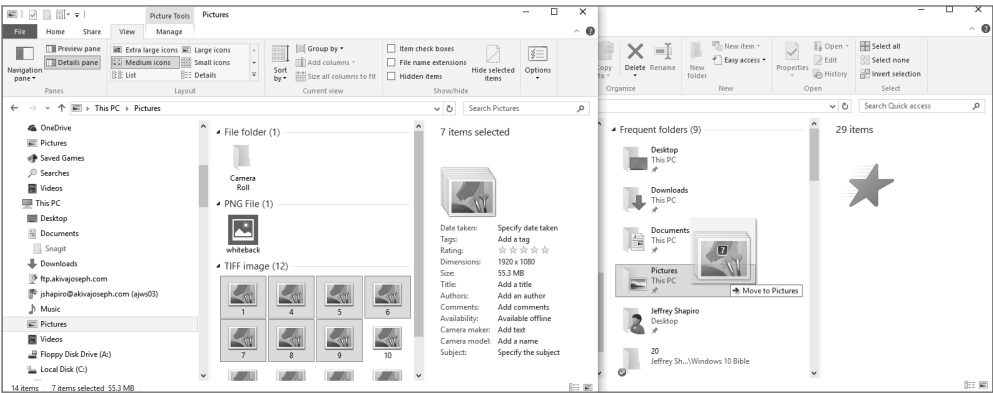 Picture Tools Pictures
File Home Share View Manage
Navigation pane
Preview pane
Details pane
Panes
Extra large icons Large icons
Medium icons Small icons
List Details
Layout
Sort by
Group by
Add columns
Size all columns to fit
Current view
Item check boxes
File name extensions
Hidden items
Hide selected items
Show/hide
Options
This PC > Pictures
Search Pictures
OneDrive
Pictures
Saved Games
Searches
Videos
This PC
Desktop
Documents
Snagit
Downloads
ftp.akivajoseph.com
jshapiro@akivajoseph.com (ajws03)
Music
Pictures
Videos
Floppy Disk Drive (A:)
Local Disk (C:)
14 items 7 items selected 55.3 MB
File folder (1)
Camera
Roll
PNG File (1)
whiteback
TIFF image (12)
1 4 5 6
7 8 9 10
7 items selected
Date taken: Specify date taken
Tags: Add a tag
Rating:
Dimensions: 1920 x 1080
Size: 55.3 MB
Title: Add a title
Authors: Add an author
Comments: Add comments
Availability: Available offline
Camera maker: Add text
Camera model: Add a name
Subject: Specify the subject
Copy to
Delete
Rename
Organize
New folder
New item
Easy access
New
Properties
Open
Edit
History
Open
Select all
Select none
Invert selection
Select
Search Quick access
Frequent folders (9)
Desktop
This PC
Downloads
This PC
Documents
This PC
7
Pictures
This PC
Move to Pictures
Jeffrey Shapiro
Desktop
20
Jeffrey Sh...\Windows 10 Bible
29 items